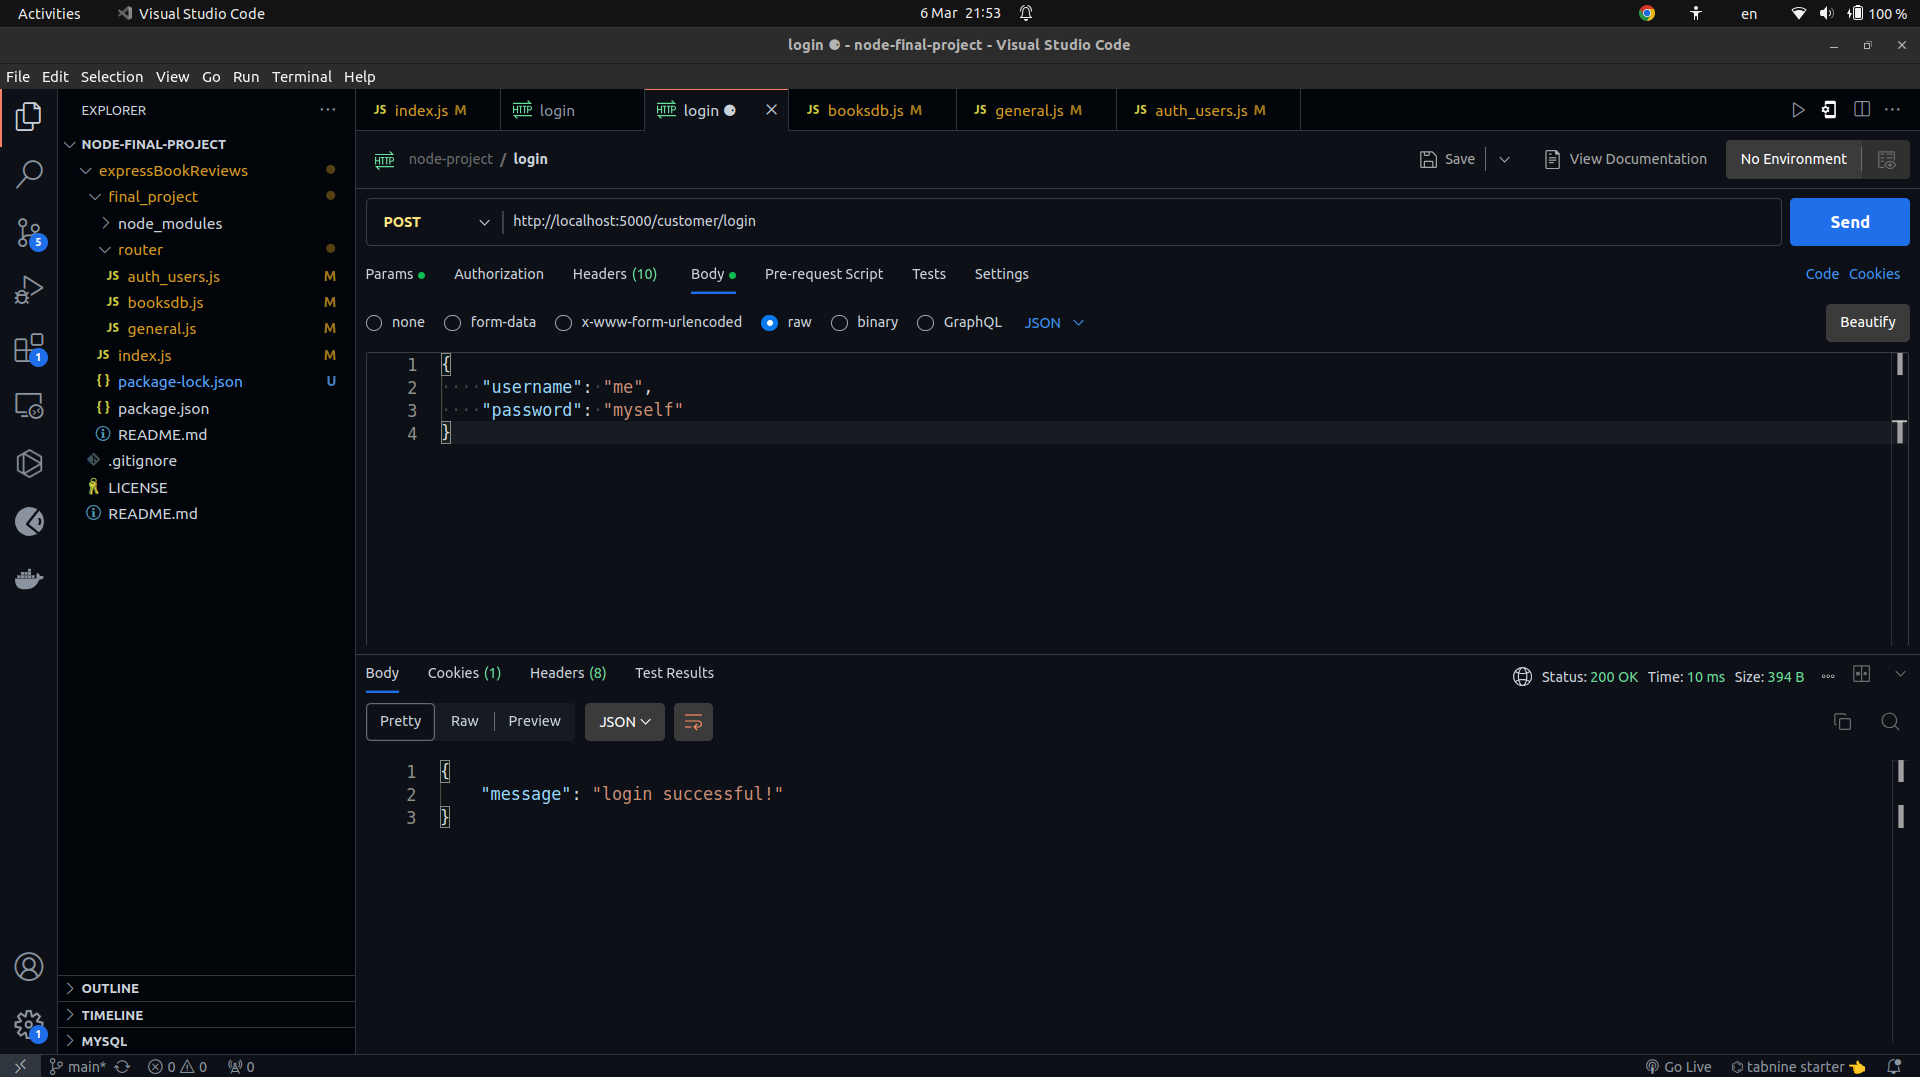 Activities Visual Studio Code 6 Mar 21:53 en 100 %
login - node-final-project - Visual Studio Code
File Edit Selection View Go Run Terminal Help
EXPLORER
JS index.js M HTTP login HTTP login JS booksdb.js M JS general.js M JS auth_users.js M
NODE-FINAL-PROJECT
expressBookReviews
final_project
node_modules
router
JS auth_users.js M
JS booksdb.js M
JS general.js M
JS index.js M
{} package-lock.json U
{} package.json
README.md
.gitignore
LICENSE
README.md
5
1
OUTLINE
TIMELINE
MYSQL
1
HTTP node-project / login Save View Documentation No Environment
POST http://localhost:5000/customer/login Send
Params Authorization Headers (10) Body Pre-request Script Tests Settings Code Cookies
none form-data x-www-form-urlencoded raw binary GraphQL JSON Beautify
1 {
2 ····"username":·"me",
3 ····"password":·"myself"
4 }
Body Cookies (1) Headers (8) Test Results Status: 200 OK Time: 10 ms Size: 394 B
Pretty Raw Preview JSON
1 {
2 "message": "login successful!"
3 }
main* 0 0 0 Go Live tabnine starter